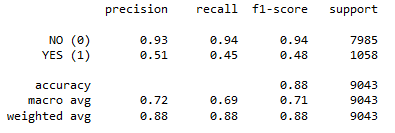 precision recall f1-score support
NO (0) 0.93 0.94 0.94 7985
YES (1) 0.51 0.45 0.48 1058
accuracy 0.88 9043
macro avg 0.72 0.69 0.71 9043
weighted avg 0.88 0.88 0.88 9043